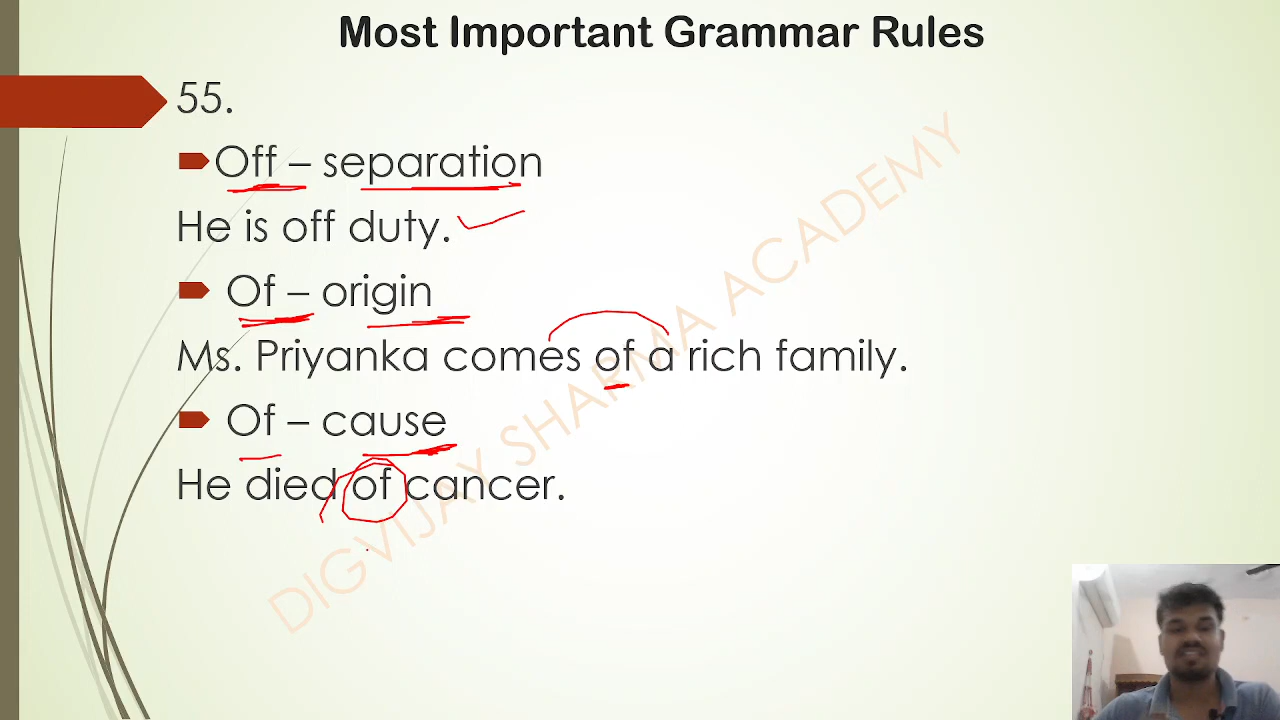 Most Important Grammar Rules
55.
Off – separation
He is off duty.
Of – origin
Ms. Priyanka comes of a rich family.
Of – cause
He died of cancer.
DIGVIJAY SHARMA ACADEMY